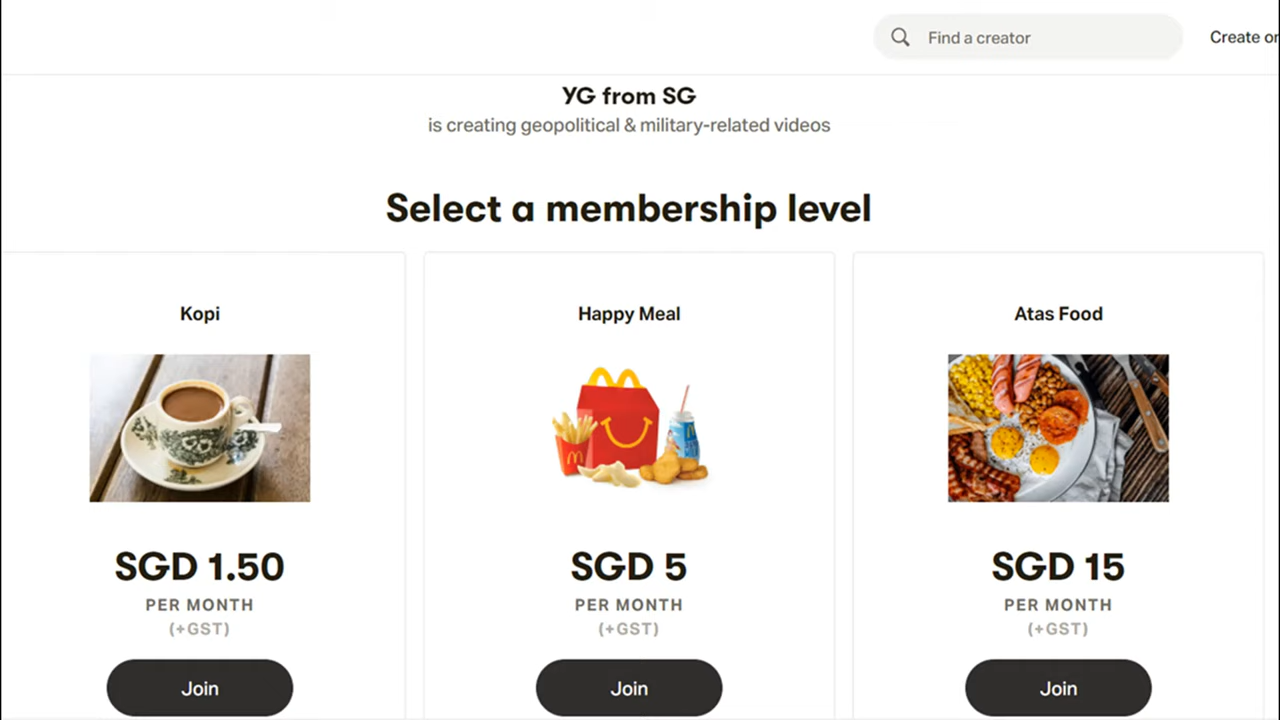 Find a creator
Create on
YG from SG
is creating geopolitical & military-related videos
Select a membership level
Kopi
Happy Meal
Atas Food
SGD 1.50
PER MONTH
(+GST)
Join
SGD 5
PER MONTH
(+GST)
Join
SGD 15
PER MONTH
(+GST)
Join